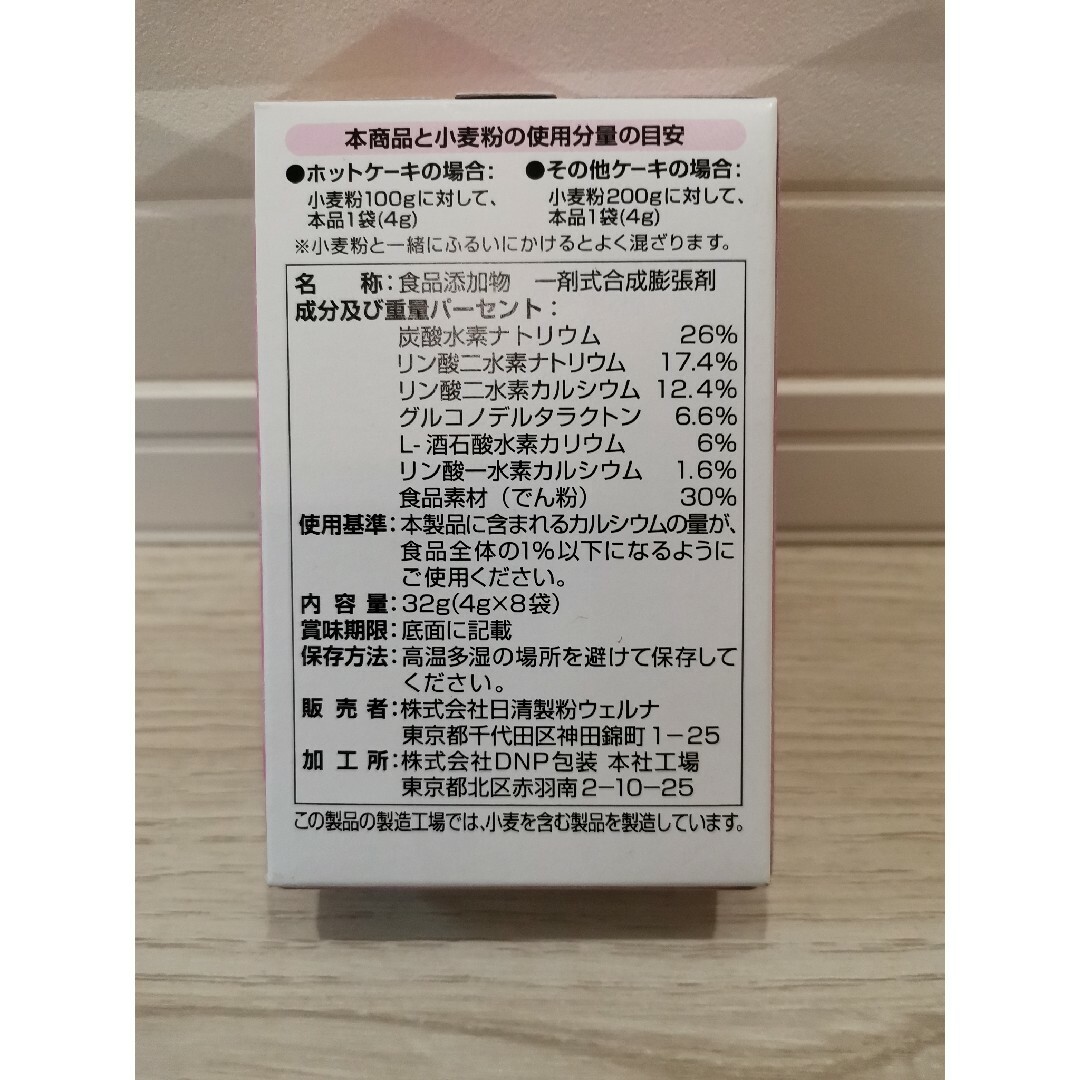 本商品と小麦粉の使用分量の目安
●ホットケーキの場合:
小麦粉100gに対して、
本品1袋(4g)
●その他ケーキの場合:
小麦粉200gに対して、
本品1袋(4g)
※小麦粉と一緒にふるいにかけるとよく混ざります。
名称:食品添加物 一剤式合成膨張剤
成分及び重量パーセント:
炭酸水素ナトリウム 26%
リン酸二水素ナトリウム 17.4%
リン酸二水素カルシウム 12.4%
グルコノデルタラクトン 6.6%
L-酒石酸水素カリウム 6%
リン酸一水素カルシウム 1.6%
食品素材(でん粉) 30%
使用基準:本製品に含まれるカルシウムの量が、
食品全体の1%以下になるように
ご使用ください。
内容量:32g(4g×8袋)
賞味期限:底面に記載
保存方法:高温多湿の場所を避けて保存して
ください。
販売者:株式会社日清製粉ウェルナ
東京都千代田区神田錦町1-25
加工所:株式会社DNP包装 本社工場
東京都北区赤羽南2-10-25
この製品の製造工場では、小麦を含む製品を製造しています。